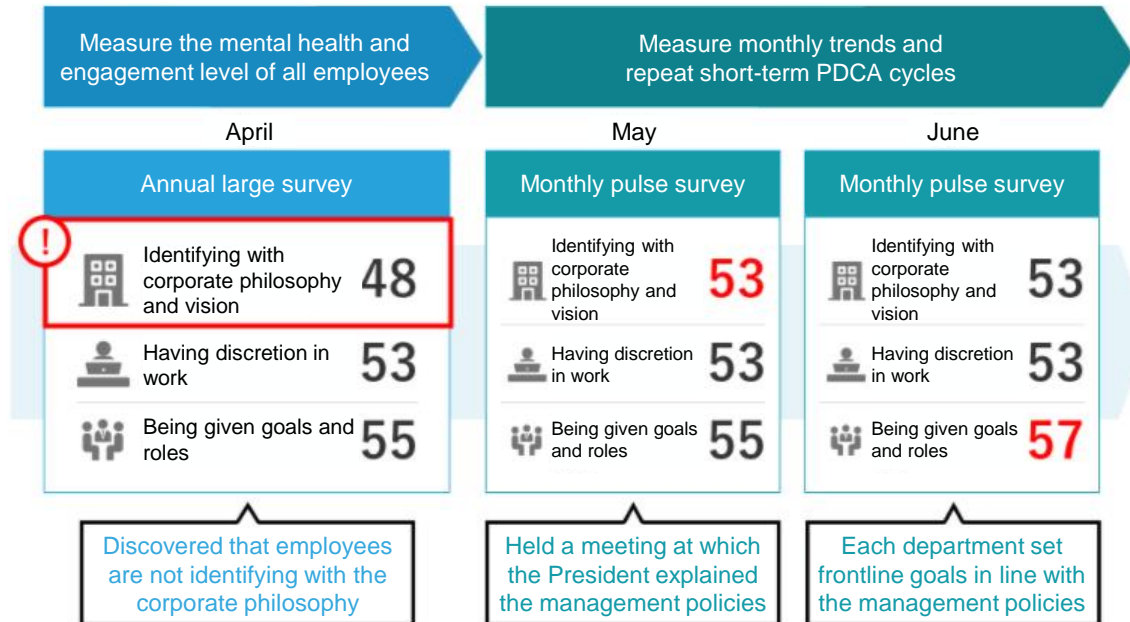 Measure the mental health and
engagement level of all employees
Measure monthly trends and
repeat short-term PDCA cycles
April
May
June
Annual large survey
Monthly pulse survey
Monthly pulse survey
!
Identifying with
corporate philosophy
and vision
48
Having discretion in
work
53
Being given goals and
roles
55
Identifying with
corporate
philosophy and
vision
53
Having discretion
in work
53
Being given goals
and roles
55
Identifying with
corporate
philosophy and
vision
53
Having discretion
in work
53
Being given goals
and roles
57
Discovered that employees
are not identifying with the
corporate philosophy
Held a meeting at which
the President explained
the management policies
Each department set
frontline goals in line with
the management policies